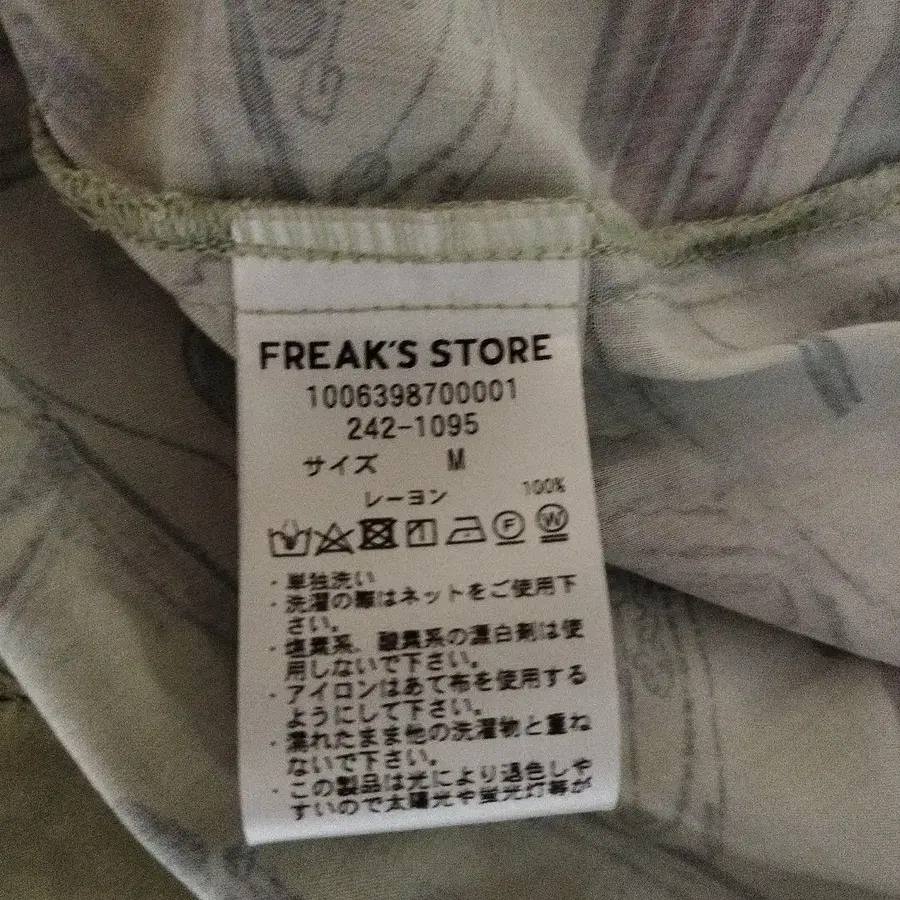 FREAK'S STORE
1006398700001
242-1095
サイズ M
レーヨン 100%
F W
・単独洗い
・洗濯の際はネットをご使用下
さい。
・塩素系、酸素系の漂白剤は使
用しないで下さい。
・アイロンはあて布を使用する
ようにして下さい。
・濡れたまま他の洗濯物と重ね
ないで下さい。
・この製品は光により退色しや
すいので太陽光や蛍光灯等が